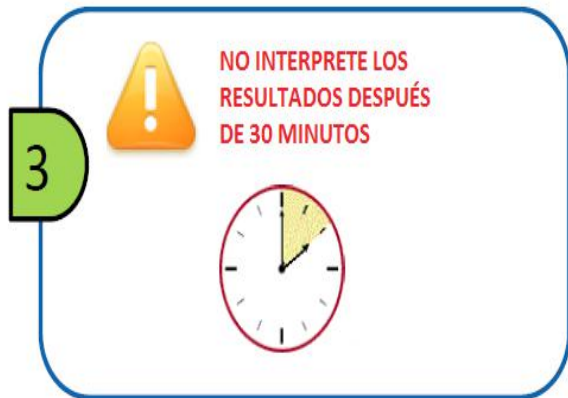 NO INTERPRETE LOS
RESULTADOS DESPUÉS
DE 30 MINUTOS
3